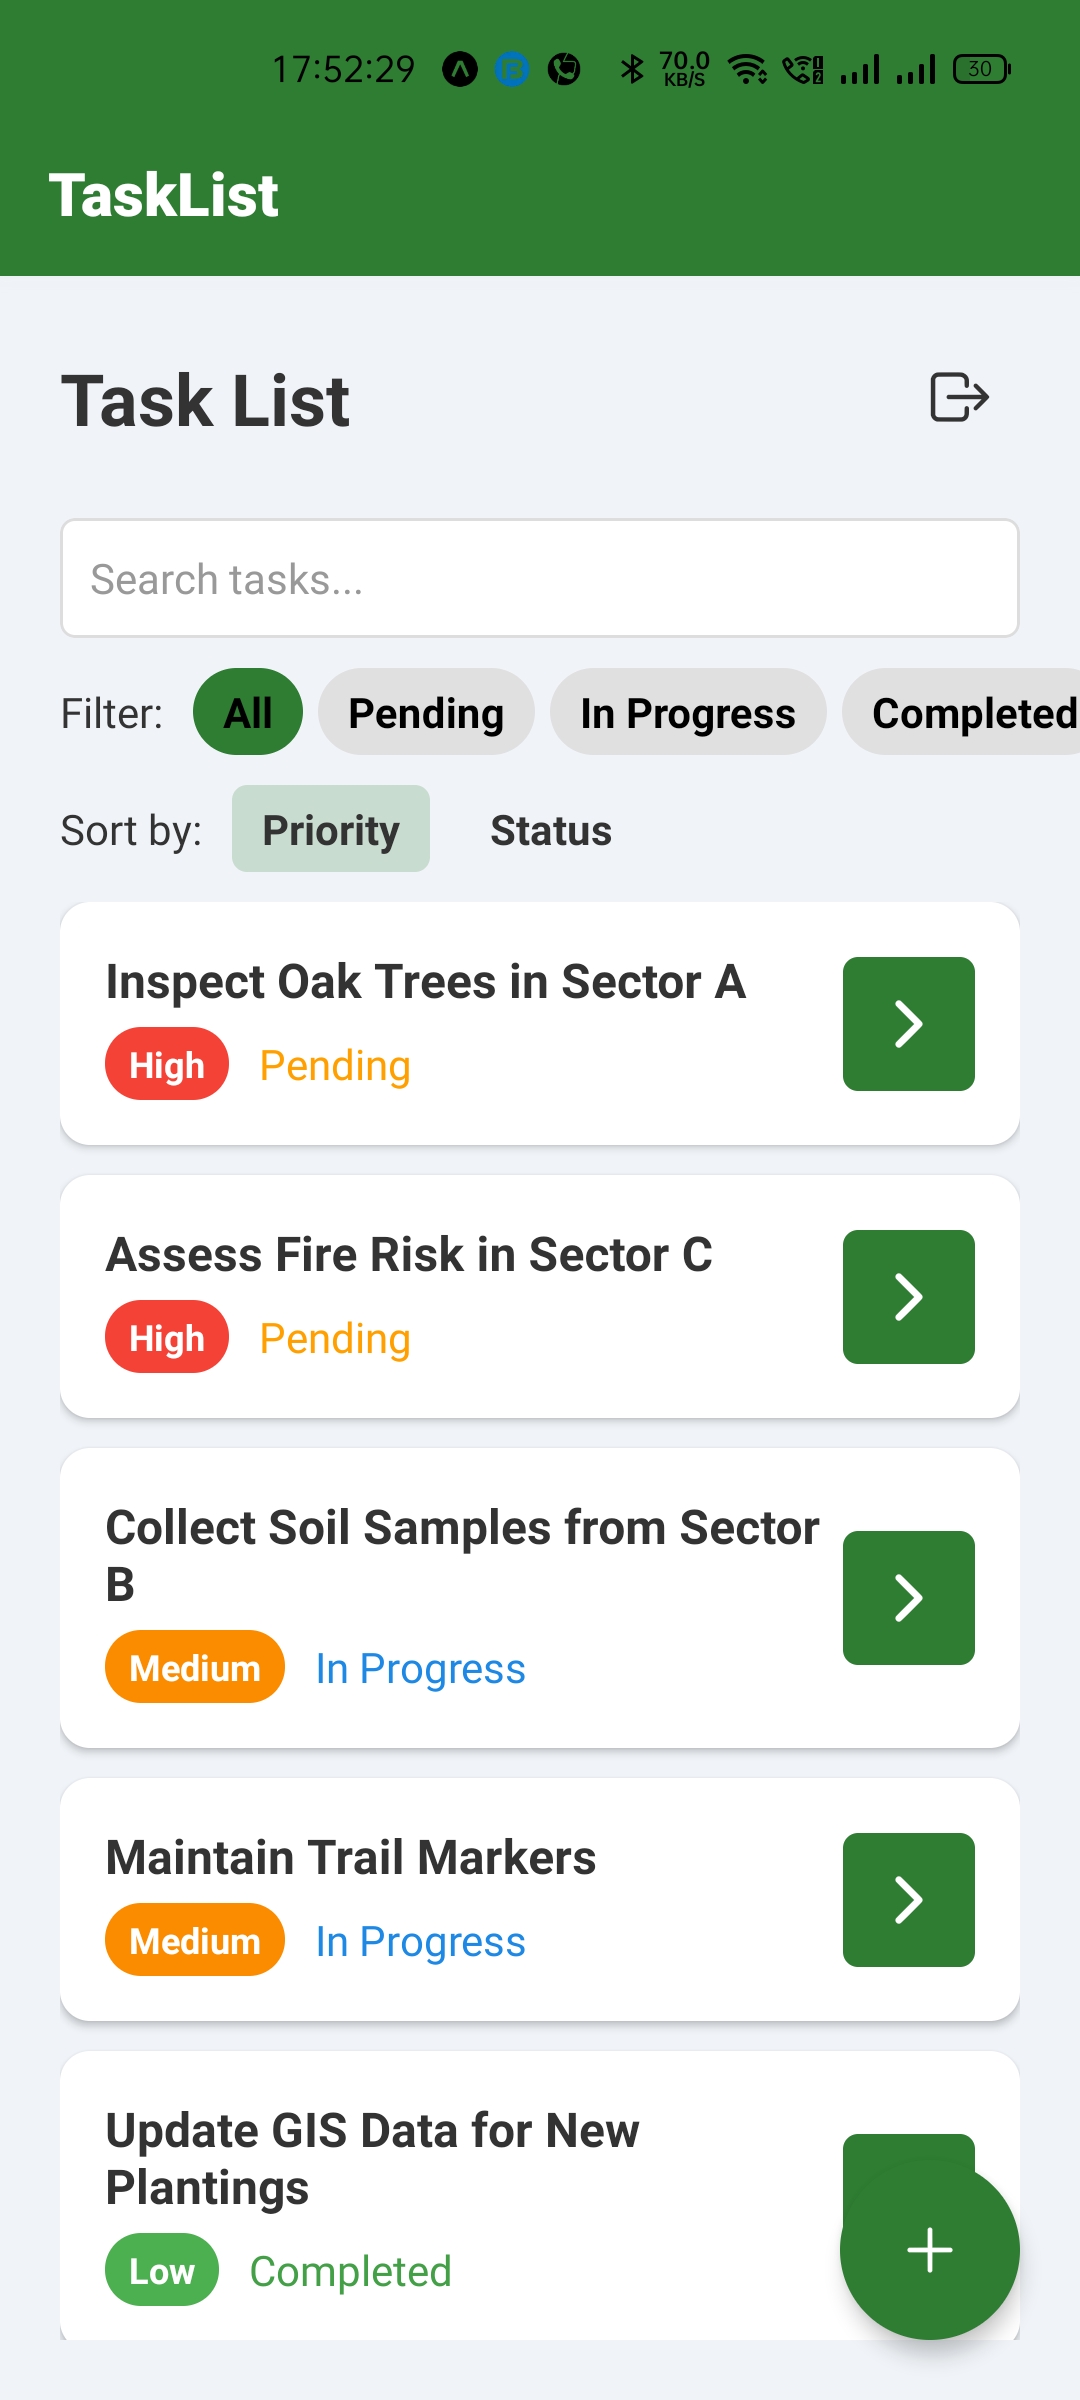 17:52:29 70.0 KB/S 30
TaskList
Task List
Search tasks...
Filter: All Pending In Progress Completed
Sort by: Priority Status
Inspect Oak Trees in Sector A
High Pending
Assess Fire Risk in Sector C
High Pending
Collect Soil Samples from Sector
B
Medium In Progress
Maintain Trail Markers
Medium In Progress
Update GIS Data for New
Plantings
Low Completed